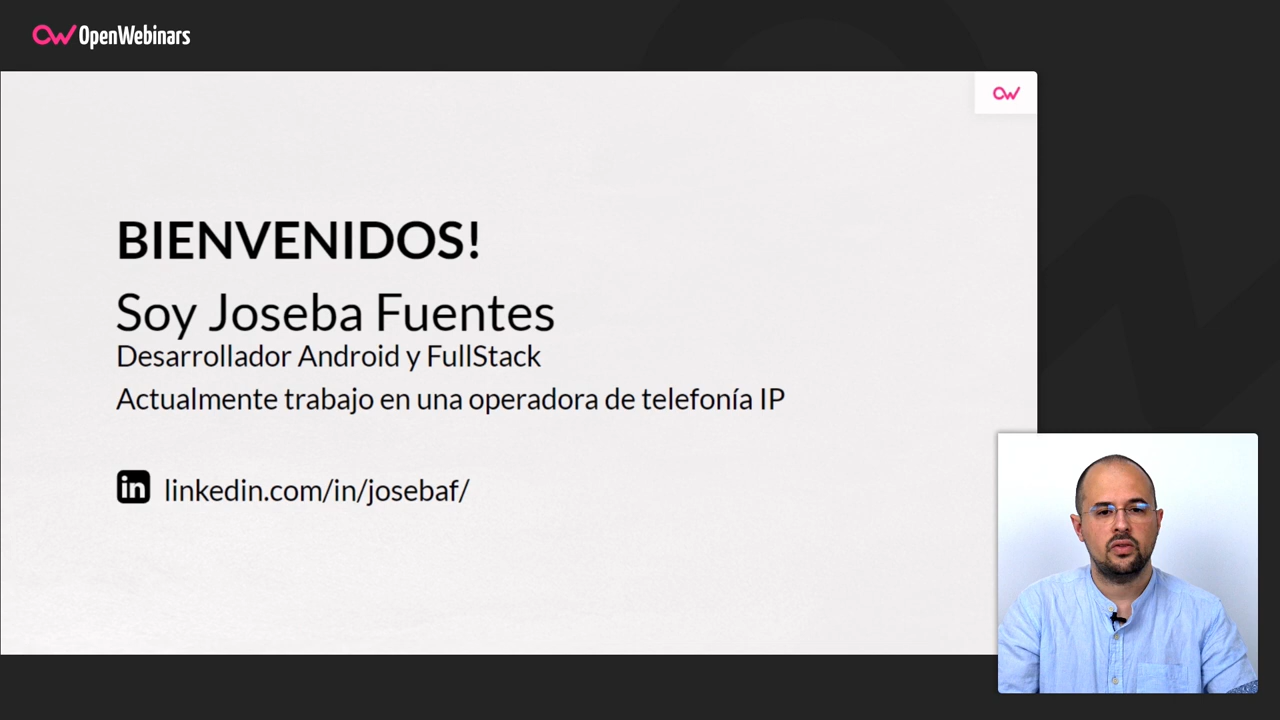 OpenWebinars
BIENVENIDOS!
Soy Joseba Fuentes
Desarrollador Android y FullStack
Actualmente trabajo en una operadora de telefonía IP
in linkedin.com/in/josebaf/